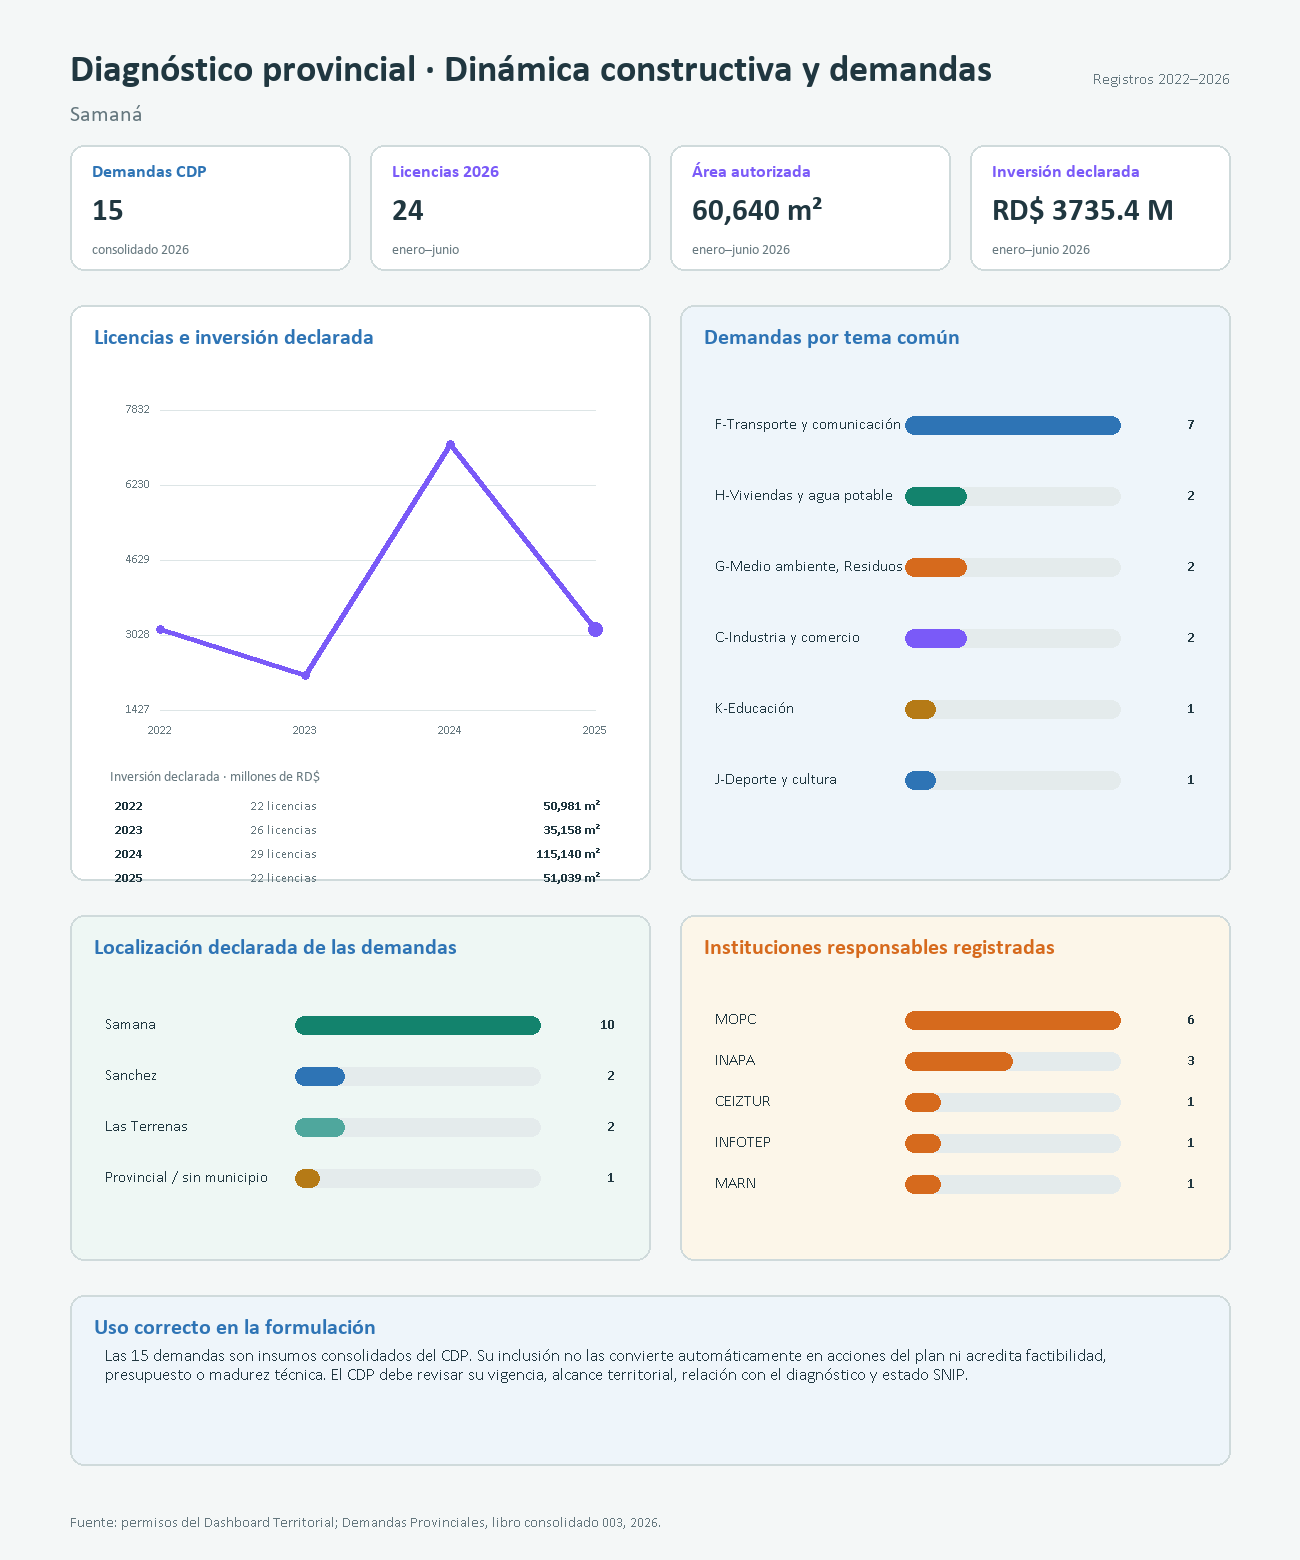 Diagnóstico provincial · Dinámica constructiva y demandas
Registros 2022–2026
Samaná
Demandas CDP
15
consolidado 2026
Licencias 2026
24
enero–junio
Área autorizada
60,640 m²
enero–junio 2026
Inversión declarada
RD$ 3735.4 M
enero–junio 2026
Licencias e inversión declarada
7832
6230
4629
3028
1427
2022 2023 2024 2025
Inversión declarada · millones de RD$
2022 22 licencias 50,981 m²
2023 26 licencias 35,158 m²
2024 29 licencias 115,140 m²
2025 22 licencias 51,039 m²
Demandas por tema común
F-Transporte y comunicación 7
H-Viviendas y agua potable 2
G-Medio ambiente, Residuos 2
C-Industria y comercio 2
K-Educación 1
J-Deporte y cultura 1
Localización declarada de las demandas
Samana 10
Sanchez 2
Las Terrenas 2
Provincial / sin municipio 1
Instituciones responsables registradas
MOPC 6
INAPA 3
CEIZTUR 1
INFOTEP 1
MARN 1
Uso correcto en la formulación
Las 15 demandas son insumos consolidados del CDP. Su inclusión no las convierte automáticamente en acciones del plan ni acredita factibilidad,
presupuesto o madurez técnica. El CDP debe revisar su vigencia, alcance territorial, relación con el diagnóstico y estado SNIP.
Fuente: permisos del Dashboard Territorial; Demandas Provinciales, libro consolidado 003, 2026.